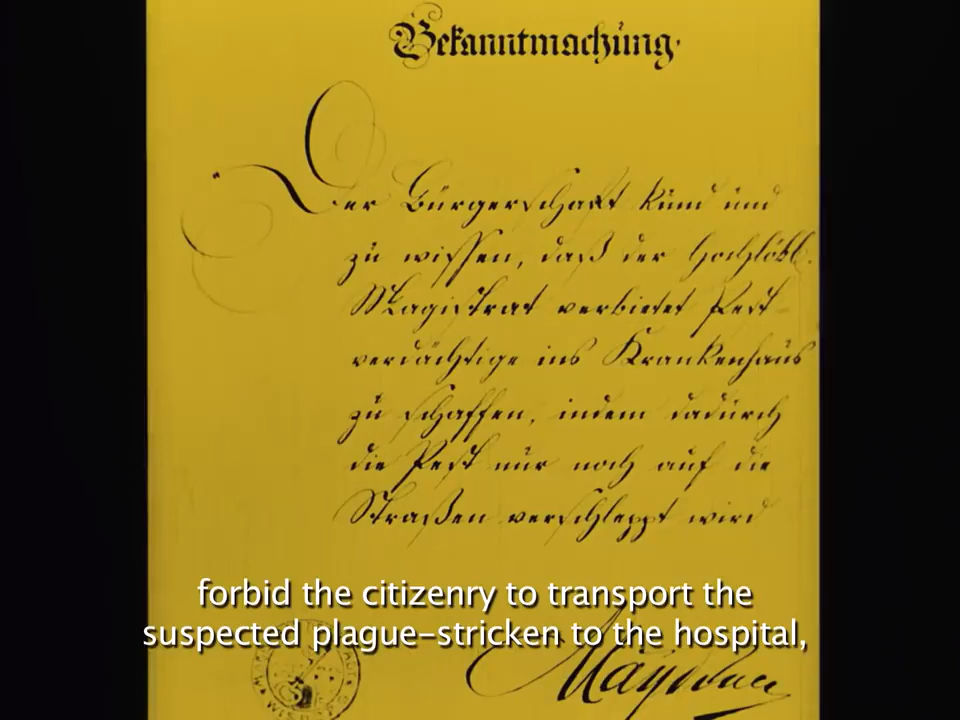 Bekanntmachung.
Der Bürgerschaft kund und
zu wissen, daß der hochlöbl.
Magistrat verbietet Pest-
verdächtige ins Krankenhaus
zu schaffen, indem dadurch
die Pest nur noch auf die
Straßen verschleppt wird
forbid the citizenry to transport the
suspected plague-stricken to the hospital,